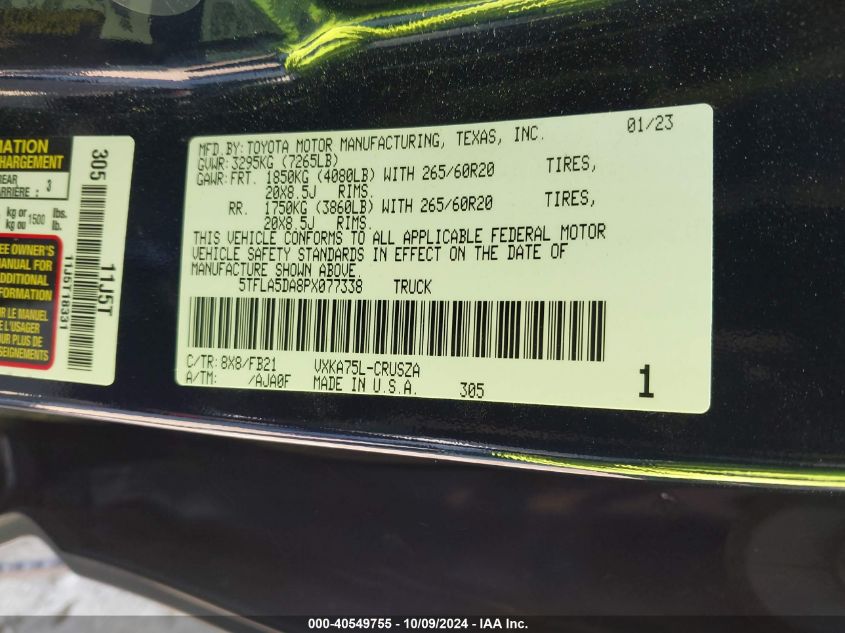 MATION
HARGEMENT
REAR
ARRIÈRE : 3
kg or 1500 lbs.
kg ou lb.
EE OWNER'S
MANUAL FOR
ADDITIONAL
FORMATION
R LE MANUEL
L'USAGER
OUR PLUS DE
SEIGNEMENTS
305
11J5T
11J5T18331
MFD.BY:TOYOTA MOTOR MANUFACTURING, TEXAS, INC. 01/23
GVWR:3295KG (7265LB)
GAWR:FRT. 1850KG (4080LB) WITH 265/60R20 TIRES,
20X8.5J RIMS.
RR. 1750KG (3860LB) WITH 265/60R20 TIRES,
20X8.5J RIMS.
THIS VEHICLE CONFORMS TO ALL APPLICABLE FEDERAL MOTOR
VEHICLE SAFETY STANDARDS IN EFFECT ON THE DATE OF
MANUFACTURE SHOWN ABOVE.
5TFLA5DA8PX077338 TRUCK
C/TR:8X8/FB21 VXKA75L-CRUSZA
A/TM: /AJA0F MADE IN U.S.A. 305 1
000-40549755 - 10/09/2024 - IAA Inc.